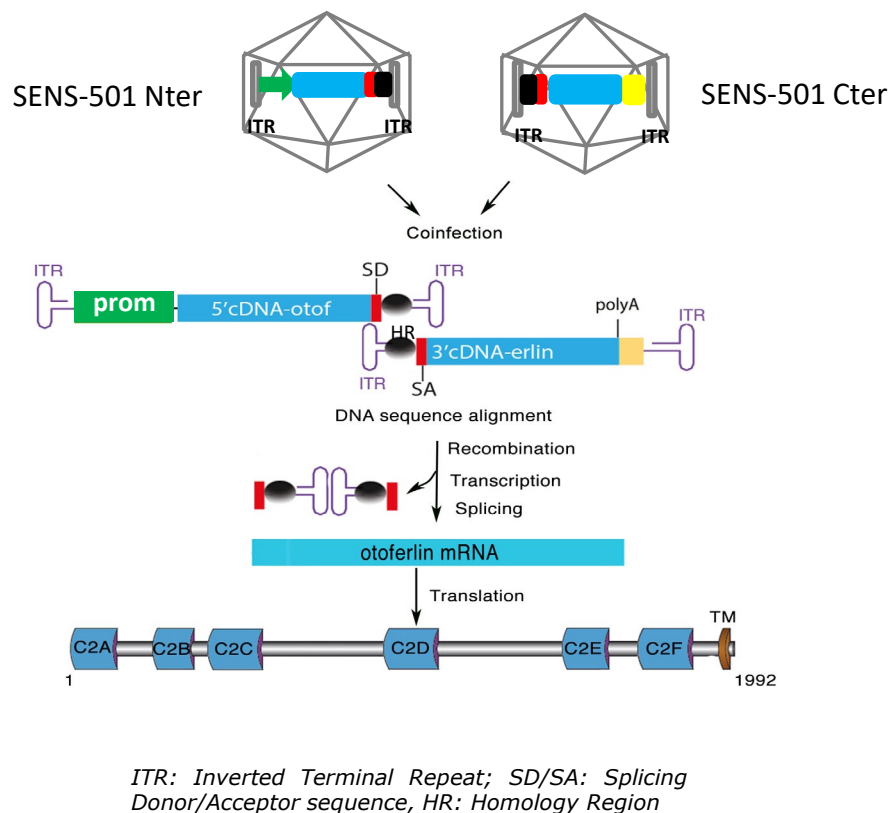 SENS-501 Nter
SENS-501 Cter
ITR
ITR
ITR
ITR
Coinfection
ITR
SD
ITR
prom
5'cDNA-otof
polyA
ITR
HR
3'cDNA-erlin
ITR
SA
DNA sequence alignment
Recombination
Transcription
Splicing
otoferlin mRNA
Translation
TM
C2A
C2B
C2C
C2D
C2E
C2F
1
1992
ITR: Inverted Terminal Repeat; SD/SA: Splicing
Donor/Acceptor sequence, HR: Homology Region